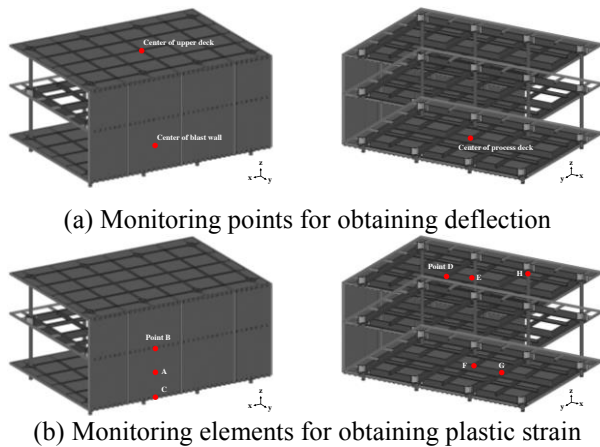 Center of upper deck
Center of blast wall
z
x y
Center of process deck
z
x y
(a) Monitoring points for obtaining deflection
Point B
A
C
z
x y
Point D
E
H
F
G
z
x y
(b) Monitoring elements for obtaining plastic strain